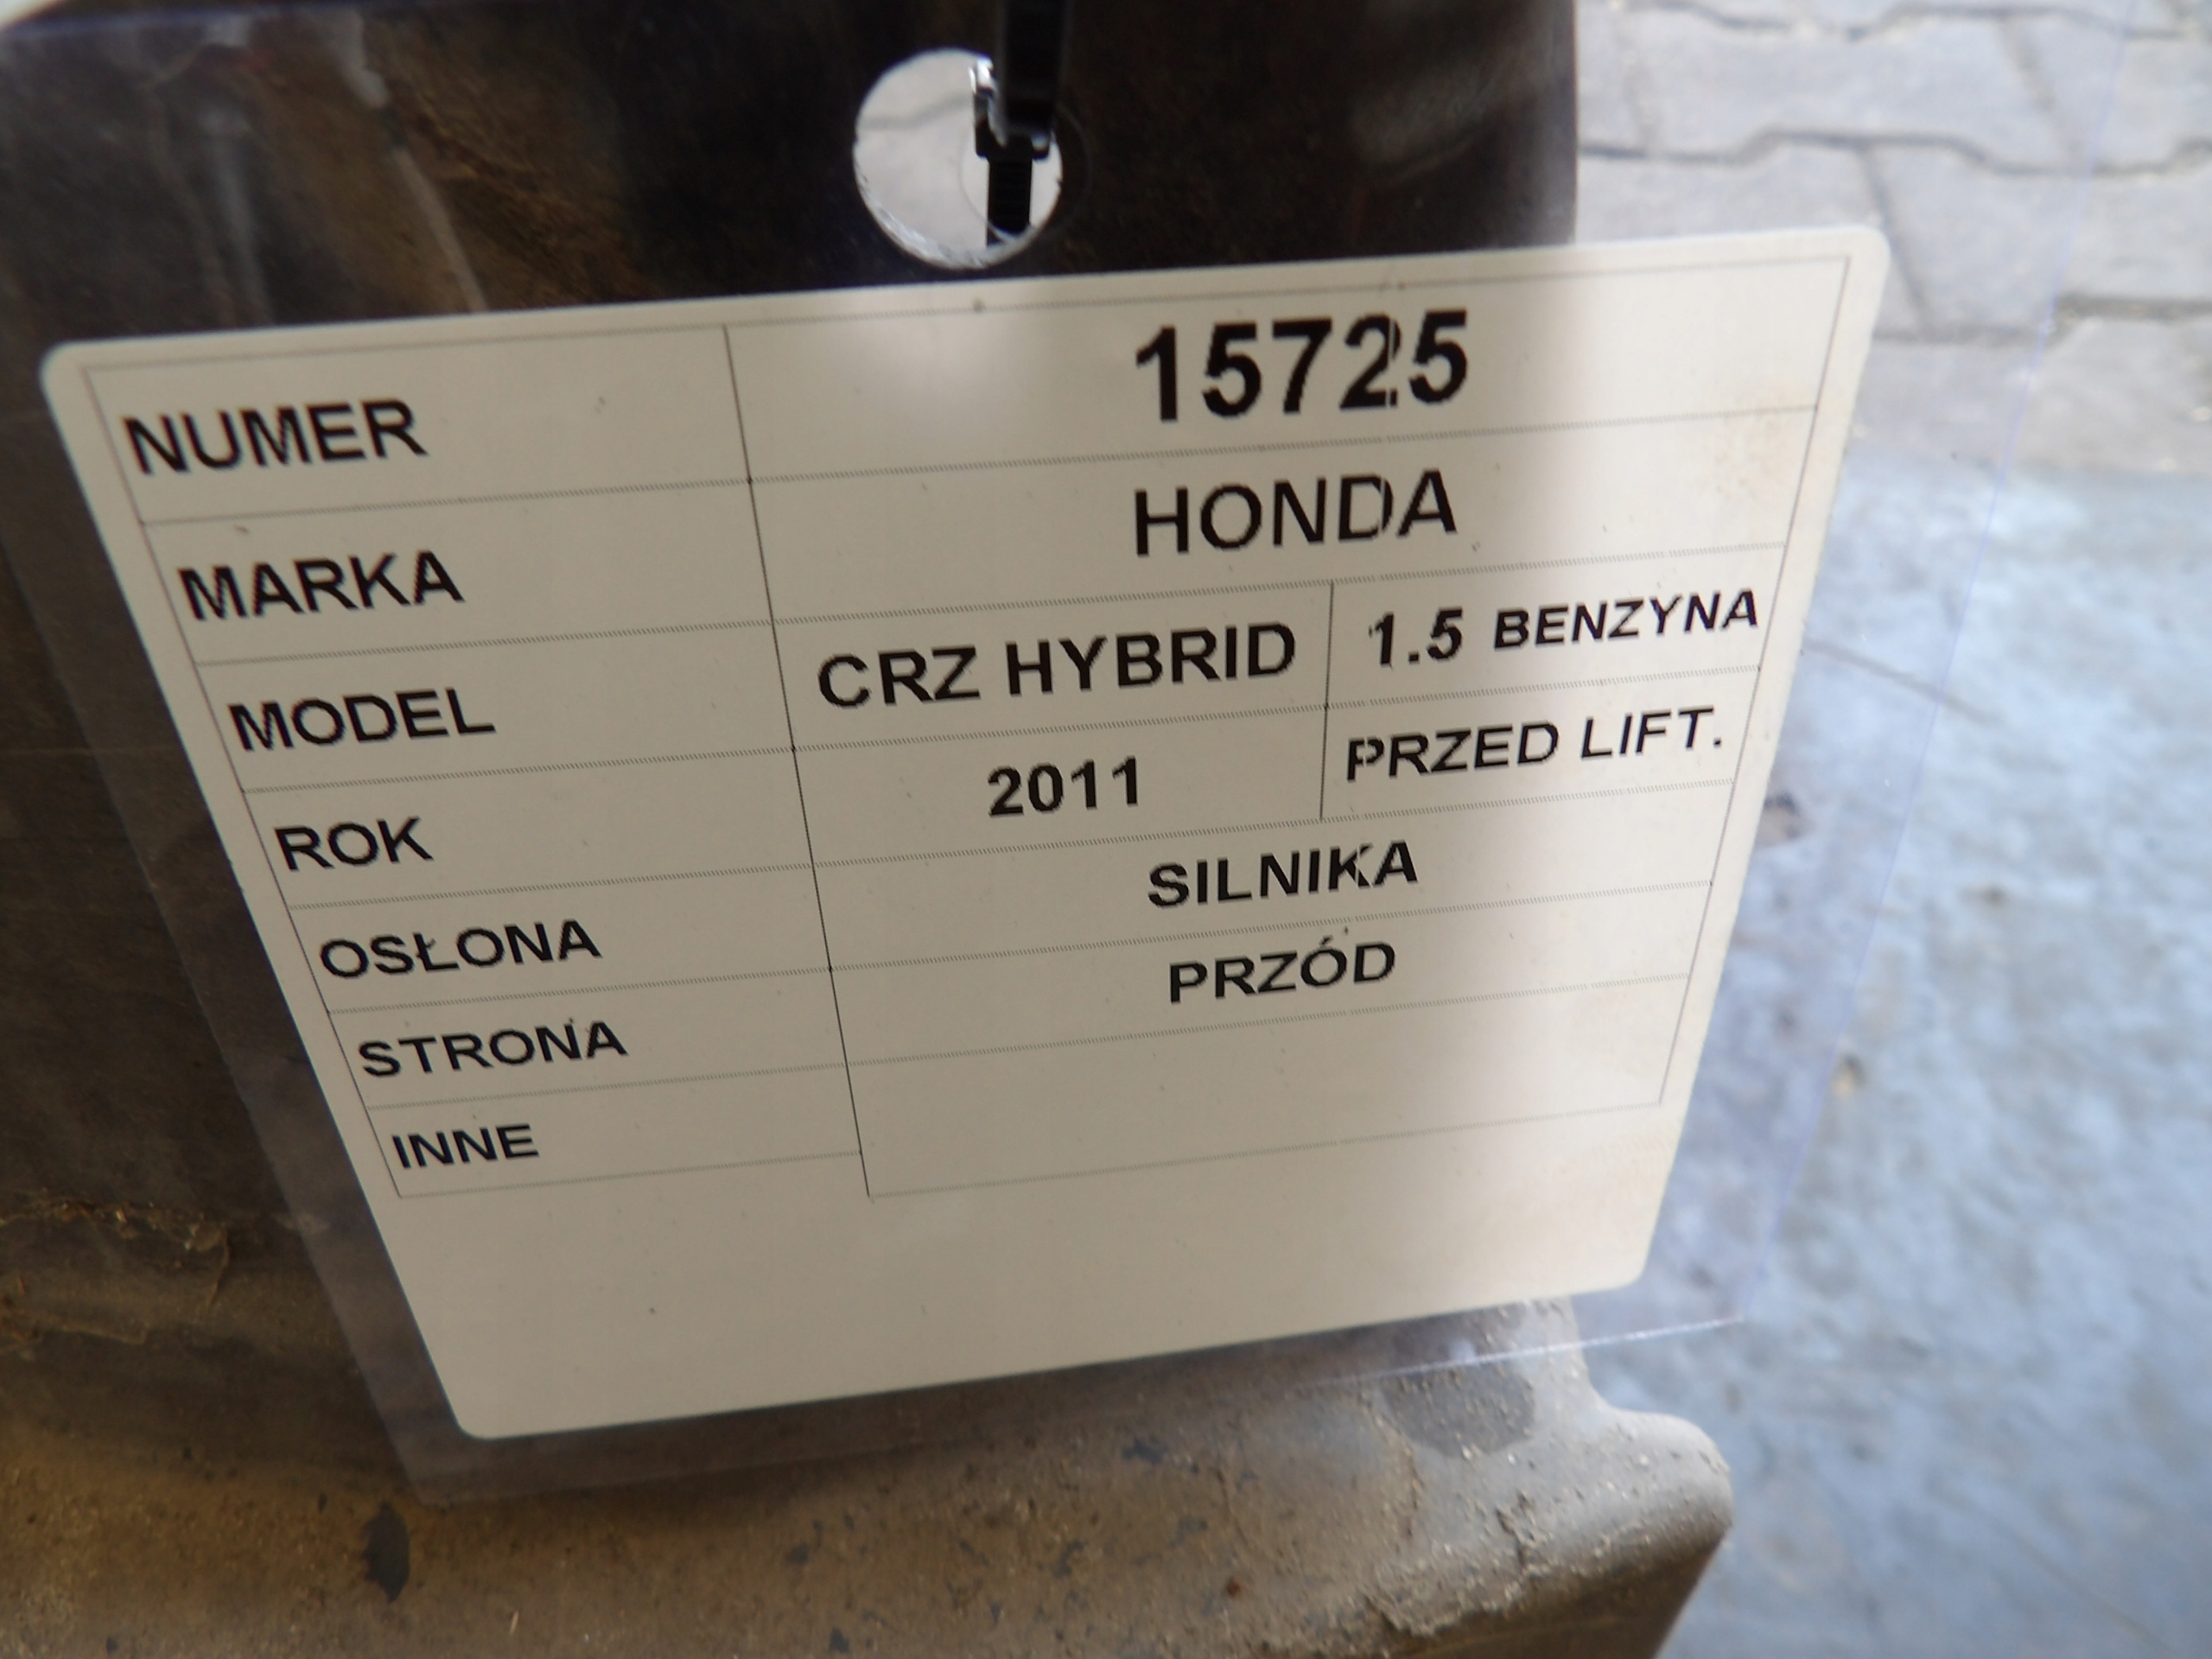 NUMER 15725
MARKA HONDA
MODEL CRZ HYBRID 1.5 BENZYNA
ROK 2011 PRZED LIFT.
OSŁONA SILNIKA
STRONA PRZÓD
INNE